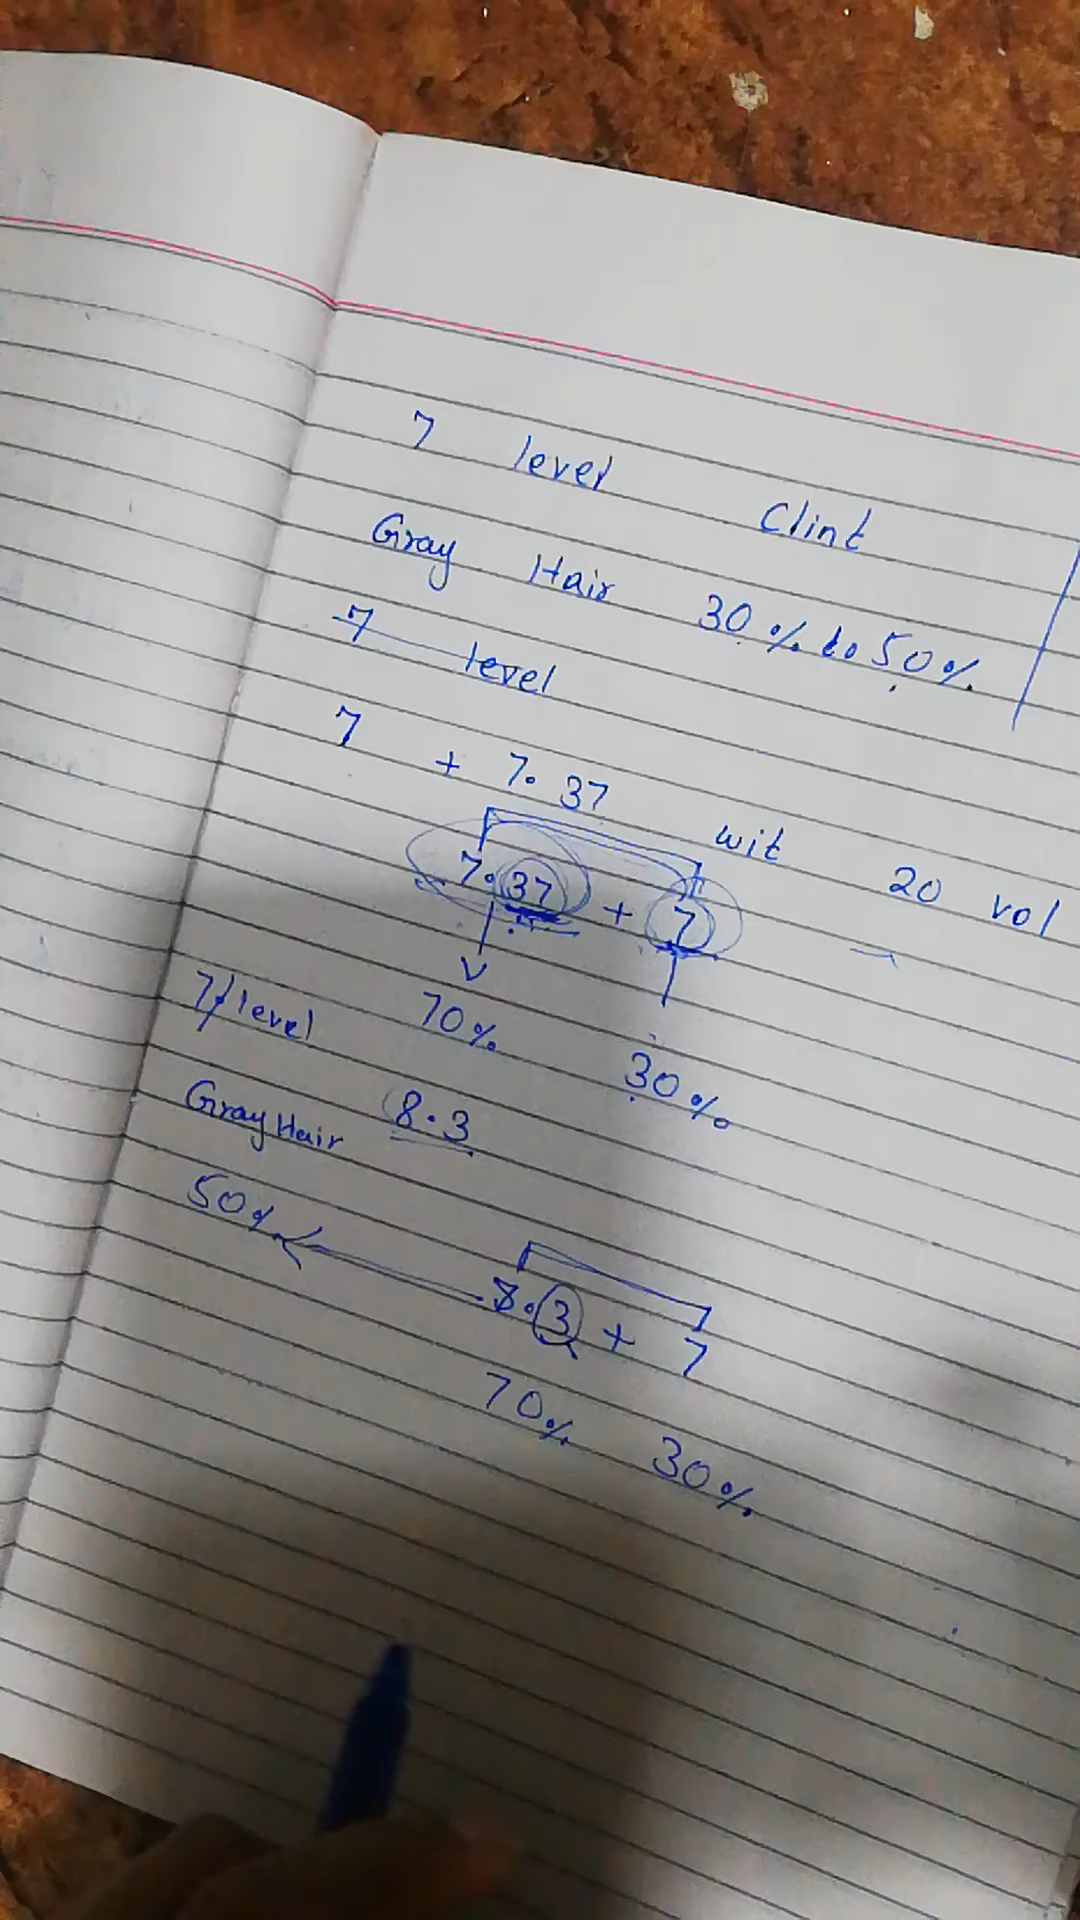 7 level Clint
Gray Hair 30% to 50%
7 level
7 + 7.37 wit 20 vol
7.37 + 7
70% 30%
7 level
Gray Hair 8.3
50%
8.3 + 7
70% 30%